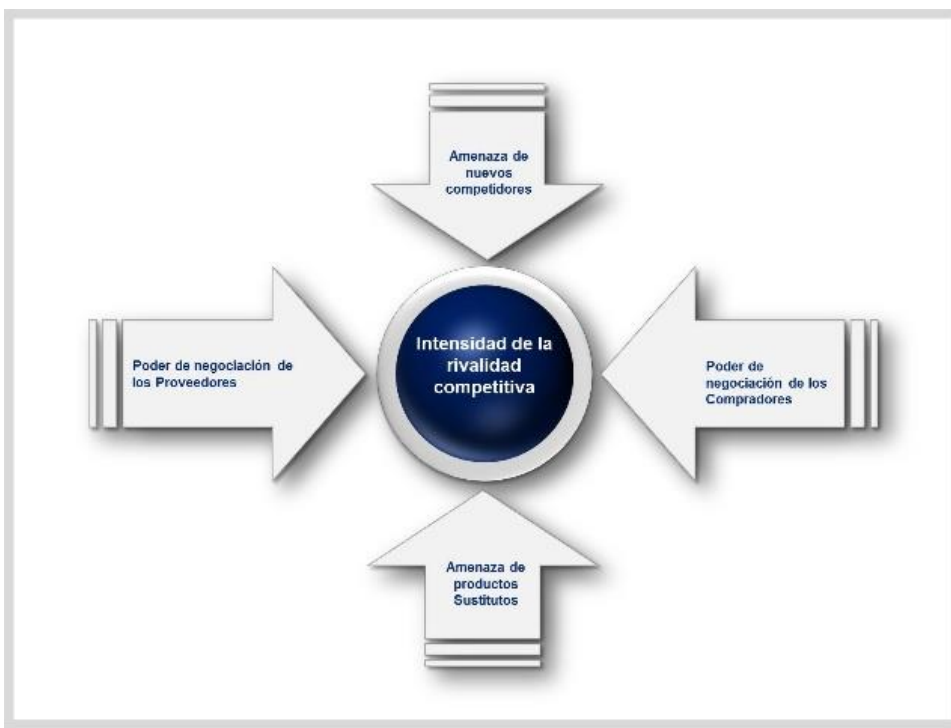 Amenaza de
nuevos
competidores
Intensidad de la
rivalidad
competitiva
Poder de negociación de
los Proveedores
Poder de
negociación de los
Compradores
Amenaza de
productos
Sustitutos